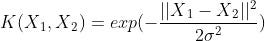 K(X_1, X_2) = exp(-\frac{||X_1 - X_2||^2}{2\sigma^2})